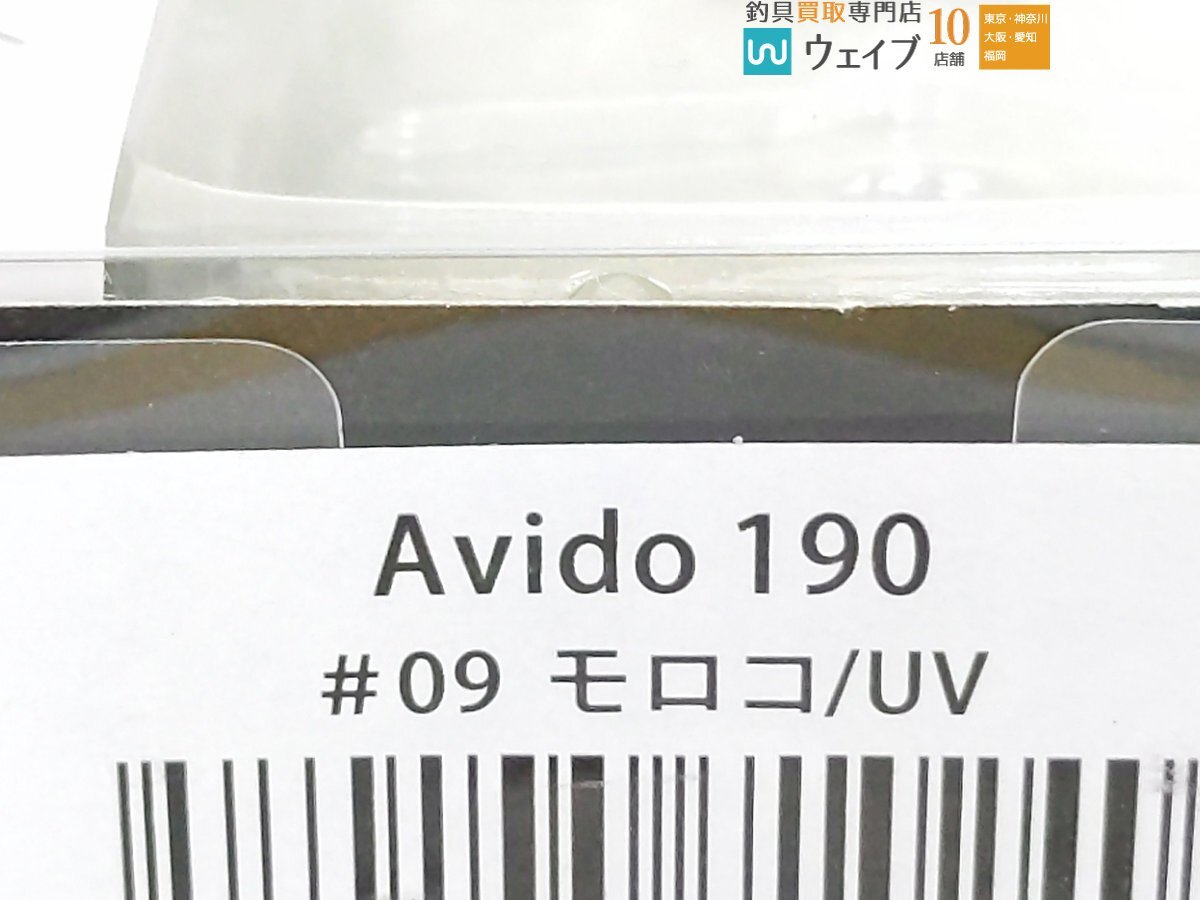 釣具買取専門店
ウェイブ
10
店舗
東京・神奈川
大阪・愛知
福岡
Avido 190
#09 モロコ/UV